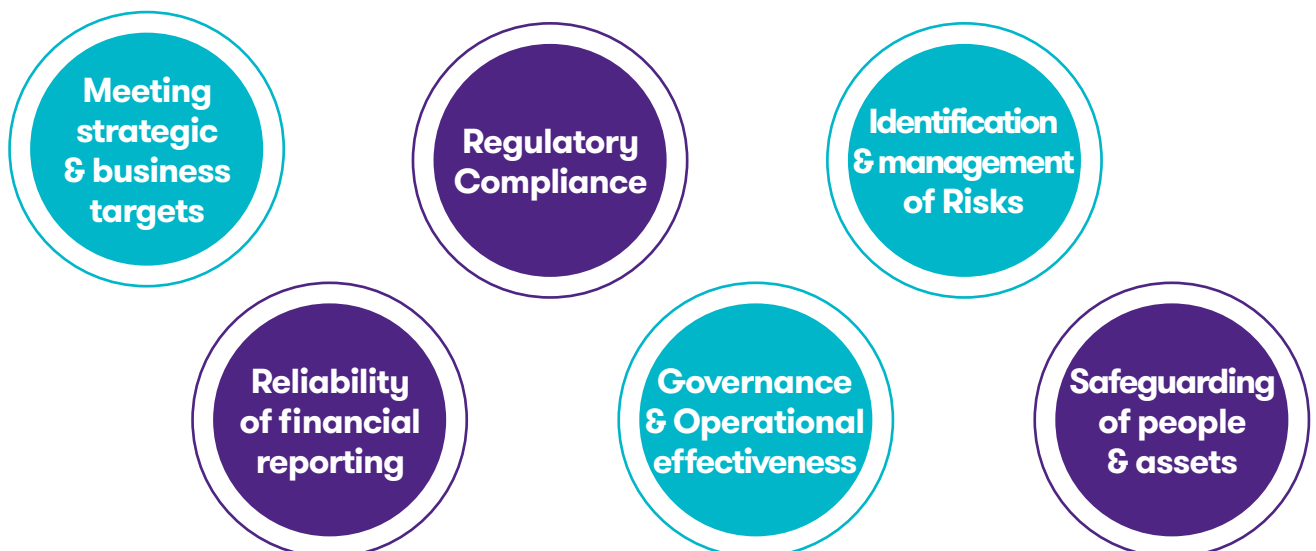 Meeting
strategic
& business
targets
Regulatory
Compliance
Identification
& management
of Risks
Reliability
of financial
reporting
Governance
& Operational
effectiveness
Safeguarding
of people
& assets